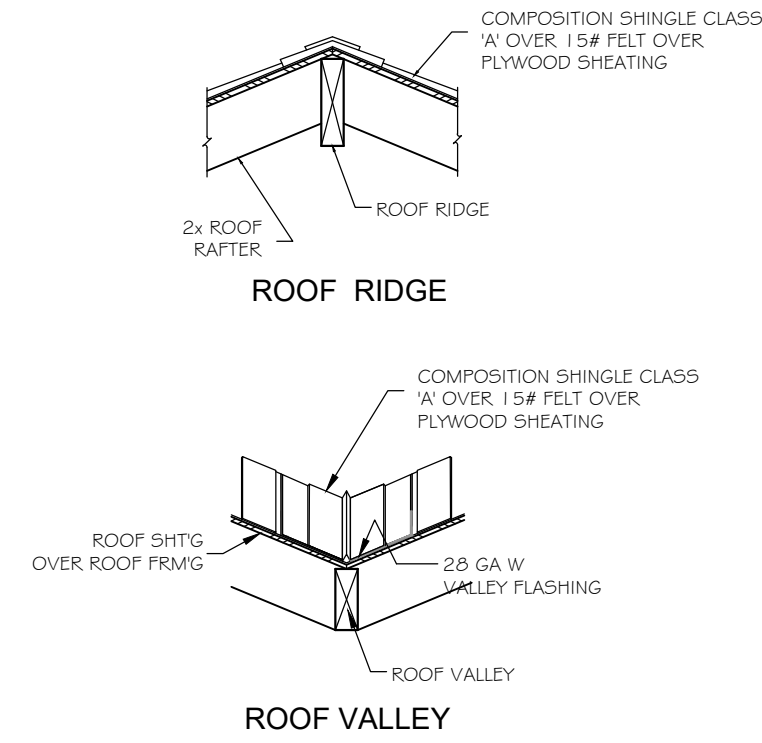 COMPOSITION SHINGLE CLASS
'A' OVER 15# FELT OVER
PLYWOOD SHEATING
ROOF RIDGE
2x ROOF
RAFTER
ROOF RIDGE
COMPOSITION SHINGLE CLASS
'A' OVER 15# FELT OVER
PLYWOOD SHEATING
ROOF SHT'G
OVER ROOF FRM'G
28 GA W
VALLEY FLASHING
ROOF VALLEY
ROOF VALLEY